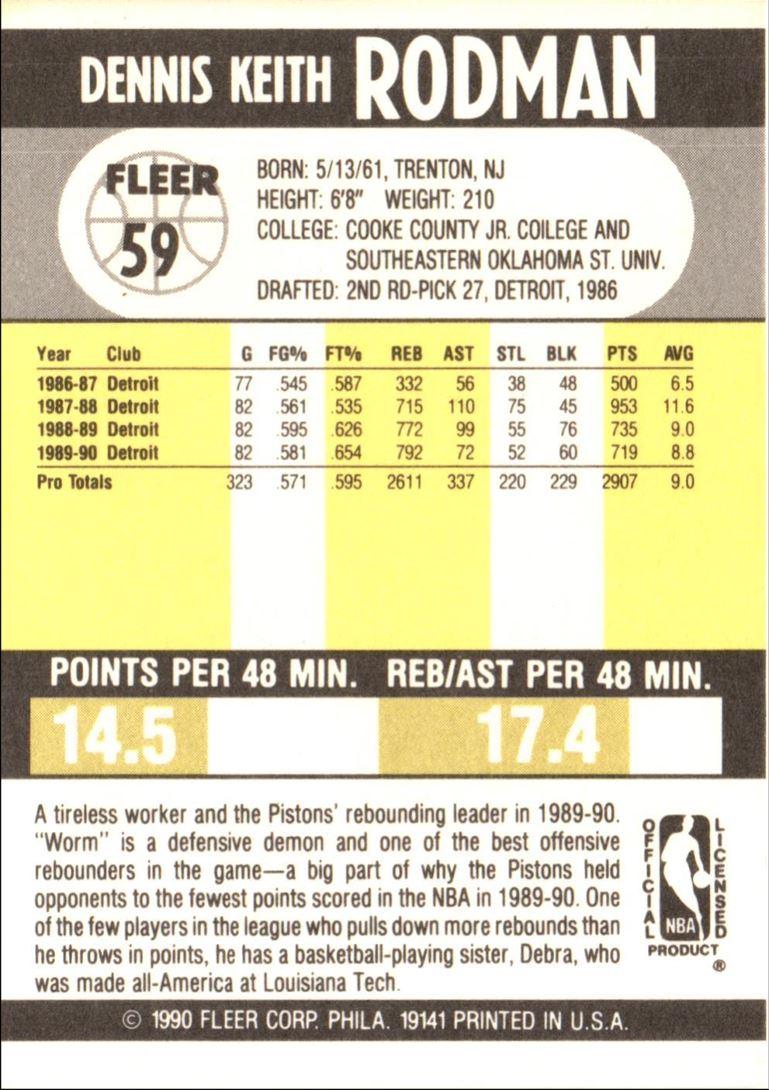 DENNIS KEITH RODMAN
FLEER
59
BORN: 5/13/61, TRENTON, NJ
HEIGHT: 6'8" WEIGHT: 210
COLLEGE: COOKE COUNTY JR. COILEGE AND
SOUTHEASTERN OKLAHOMA ST. UNIV.
DRAFTED: 2ND RD-PICK 27, DETROIT, 1986
Year Club G FG% FT% REB AST STL BLK PTS AVG
1986-87 Detroit 77 .545 .587 332 56 38 48 500 6.5
1987-88 Detroit 82 .561 .535 715 110 75 45 953 11.6
1988-89 Detroit 82 .595 .626 772 99 55 76 735 9.0
1989-90 Detroit 82 .581 .654 792 72 52 60 719 8.8
Pro Totals 323 .571 .595 2611 337 220 229 2907 9.0
POINTS PER 48 MIN. REB/AST PER 48 MIN.
14.5 17.4
A tireless worker and the Pistons' rebounding leader in 1989-90.
"Worm" is a defensive demon and one of the best offensive
rebounders in the game—a big part of why the Pistons held
opponents to the fewest points scored in the NBA in 1989-90. One
of the few players in the league who pulls down more rebounds than
he throws in points, he has a basketball-playing sister, Debra, who
was made all-America at Louisiana Tech.
OFFICIAL LICENSED
NBA
PRODUCT
®
© 1990 FLEER CORP. PHILA. 19141 PRINTED IN U.S.A.